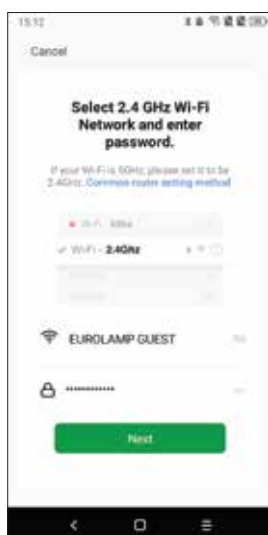 15:12
Cancel
Select 2.4 GHz Wi-Fi
Network and enter
password.
If your Wi-Fi is 5GHz, please set it to be
2.4GHz. Common router setting method
Wi-Fi - 5Ghz
Wi-Fi - 2.4Ghz
EUROLAMP GUEST
••••••••••••
Next